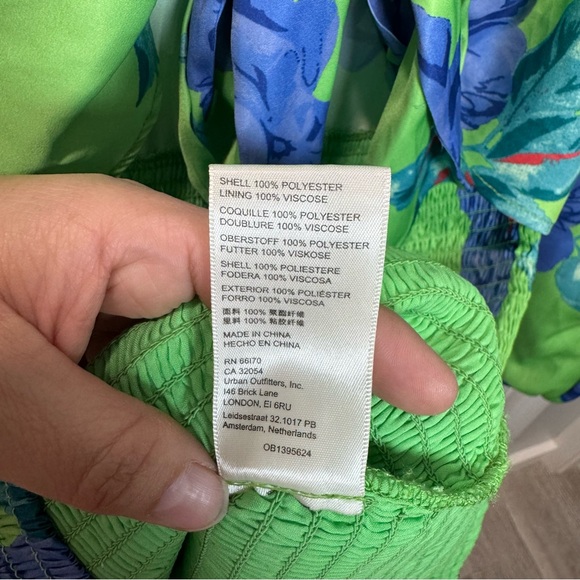 SHELL 100% POLYESTER
LINING 100% VISCOSE
COQUILLE 100% POLYESTER
DOUBLURE 100% VISCOSE
OBERSTOFF 100% POLYESTER
FUTTER 100% VISKOSE
SHELL 100% POLIESTERE
FODERA 100% VISCOSA
EXTERIOR 100% POLIÉSTER
FORRO 100% VISCOSA
面料 100% 聚酯纤维
里料 100% 粘胶纤维
MADE IN CHINA
HECHO EN CHINA
RN 66170
CA 32054
Urban Outfitters, Inc.
146 Brick Lane
LONDON, EI 6RU
Leidsestraat 32,1017 PB
Amsterdam, Netherlands
OB1395624